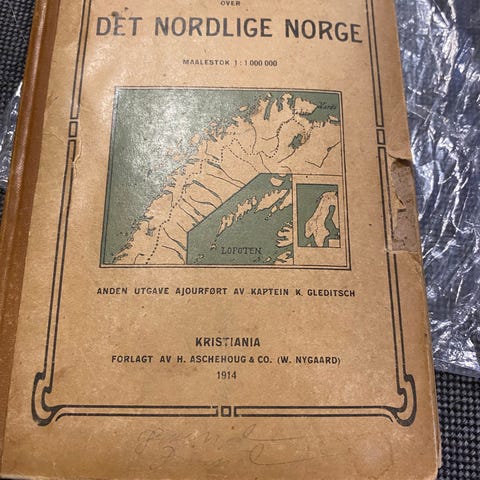 OVER
DET NORDLIGE NORGE
MAALESTOK 1:1 000 000
Vardö
LOFOTEN
ANDEN UTGAVE AJOURFØRT AV KAPTEIN K. GLEDITSCH
KRISTIANIA
FORLAGT AV H. ASCHEHOUG & CO. (W. NYGAARD)
1914